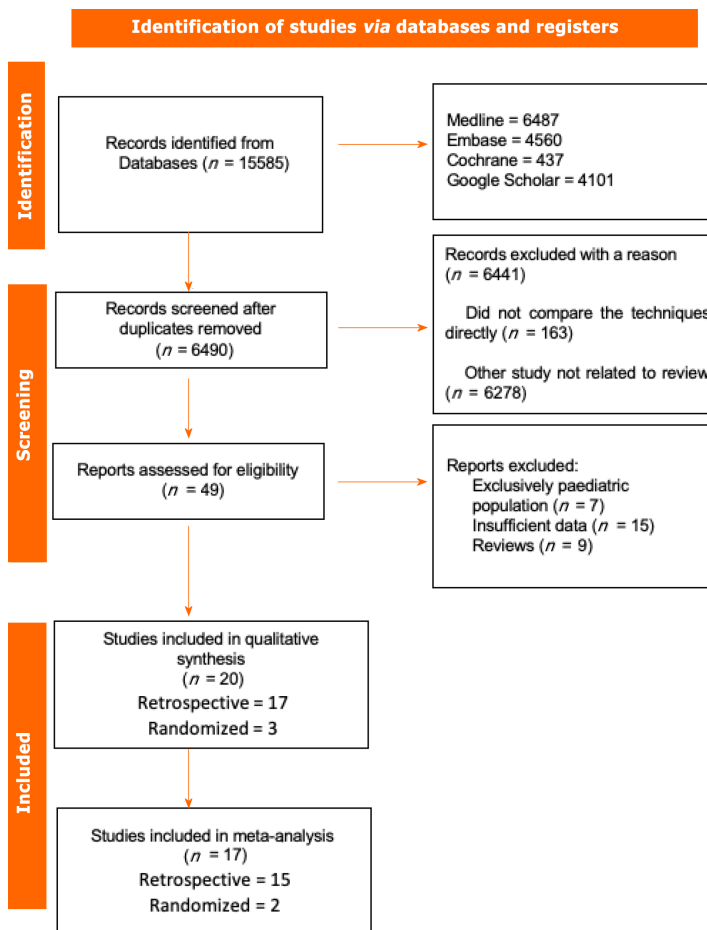 Identification of studies via databases and registers
Identification
Records identified from
Databases (n = 15585)
Medline = 6487
Embase = 4560
Cochrane = 437
Google Scholar = 4101
Screening
Records screened after
duplicates removed
(n = 6490)
Records excluded with a reason
(n = 6441)
Did not compare the techniques
directly (n = 163)
Other study not related to review
(n = 6278)
Reports assessed for eligibility
(n = 49)
Reports excluded:
Exclusively paediatric
population (n = 7)
Insufficient data (n = 15)
Reviews (n = 9)
Included
Studies included in qualitative
synthesis
(n = 20)
Retrospective = 17
Randomized = 3
Studies included in meta-analysis
(n = 17)
Retrospective = 15
Randomized = 2